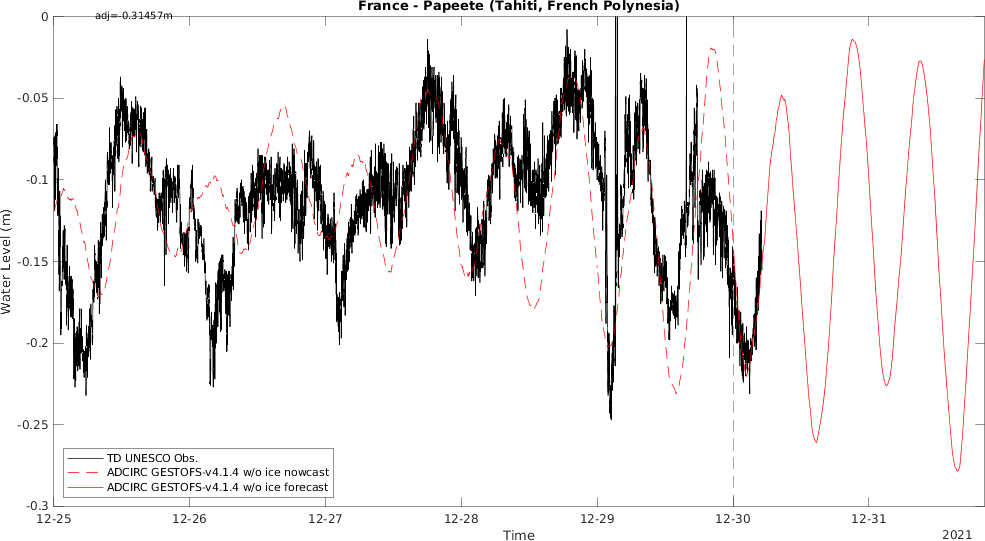 France - Papeete (Tahiti, French Polynesia)
adj=-0.31457m
0
-0.05
-0.1
-0.15
-0.2
-0.25
-0.3
Water Level (m)
TD UNESCO Obs.
ADCIRC GESTOFS-v4.1.4 w/o ice nowcast
ADCIRC GESTOFS-v4.1.4 w/o ice forecast
12-25 12-26 12-27 12-28 12-29 12-30 12-31
Time
2021